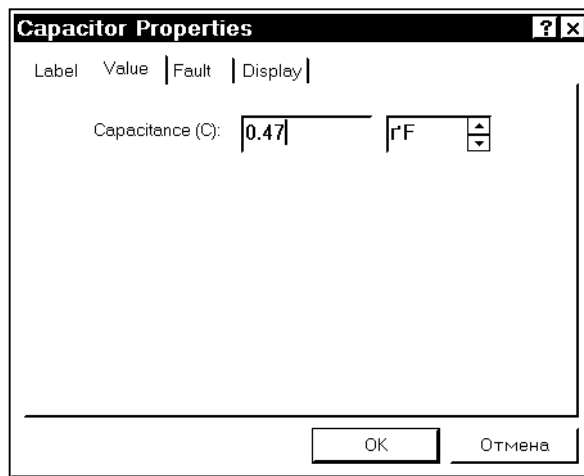 Capacitor Properties ? x
Label Value Fault Display
Capacitance (C): 0.47 r'F
OK Отмена